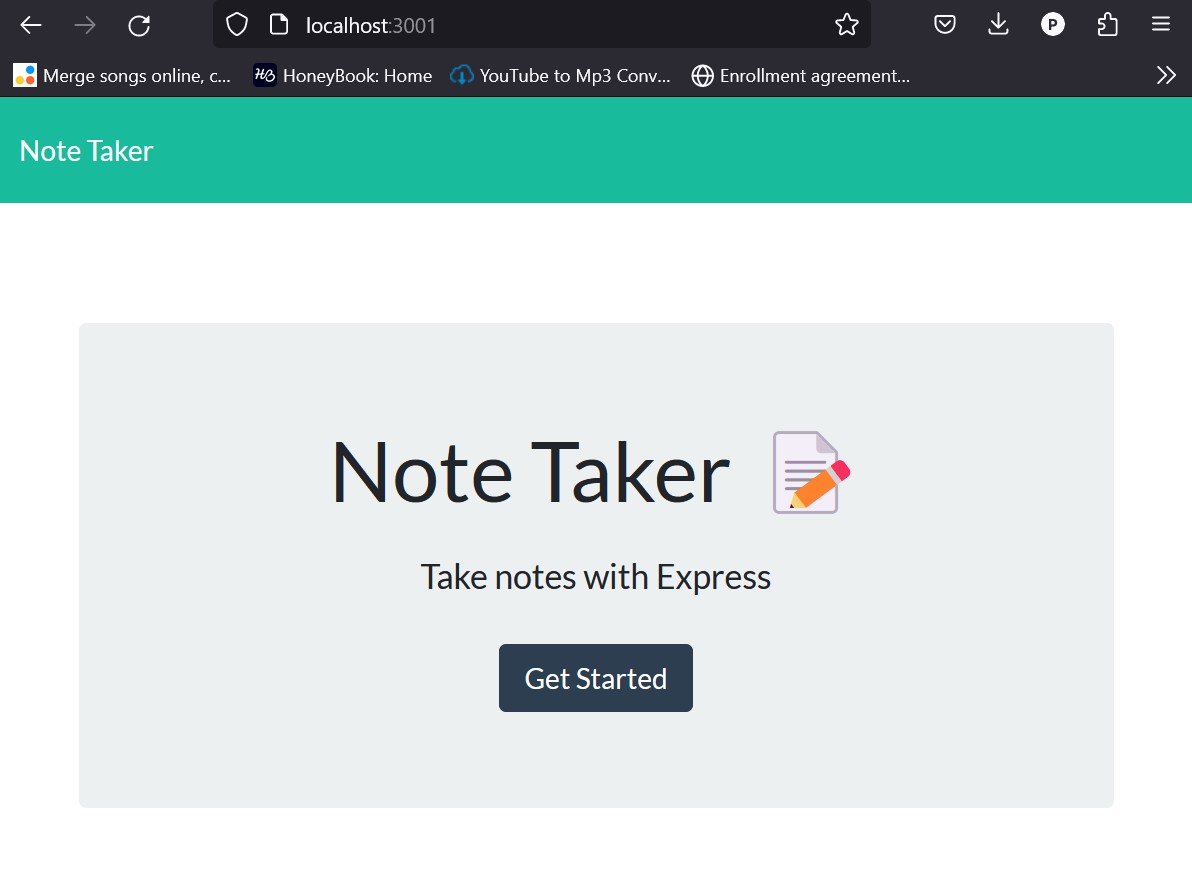 localhost:3001
P
Merge songs online, c... HB HoneyBook: Home YouTube to Mp3 Conv... Enrollment agreement...
Note Taker
Note Taker
Take notes with Express
Get Started